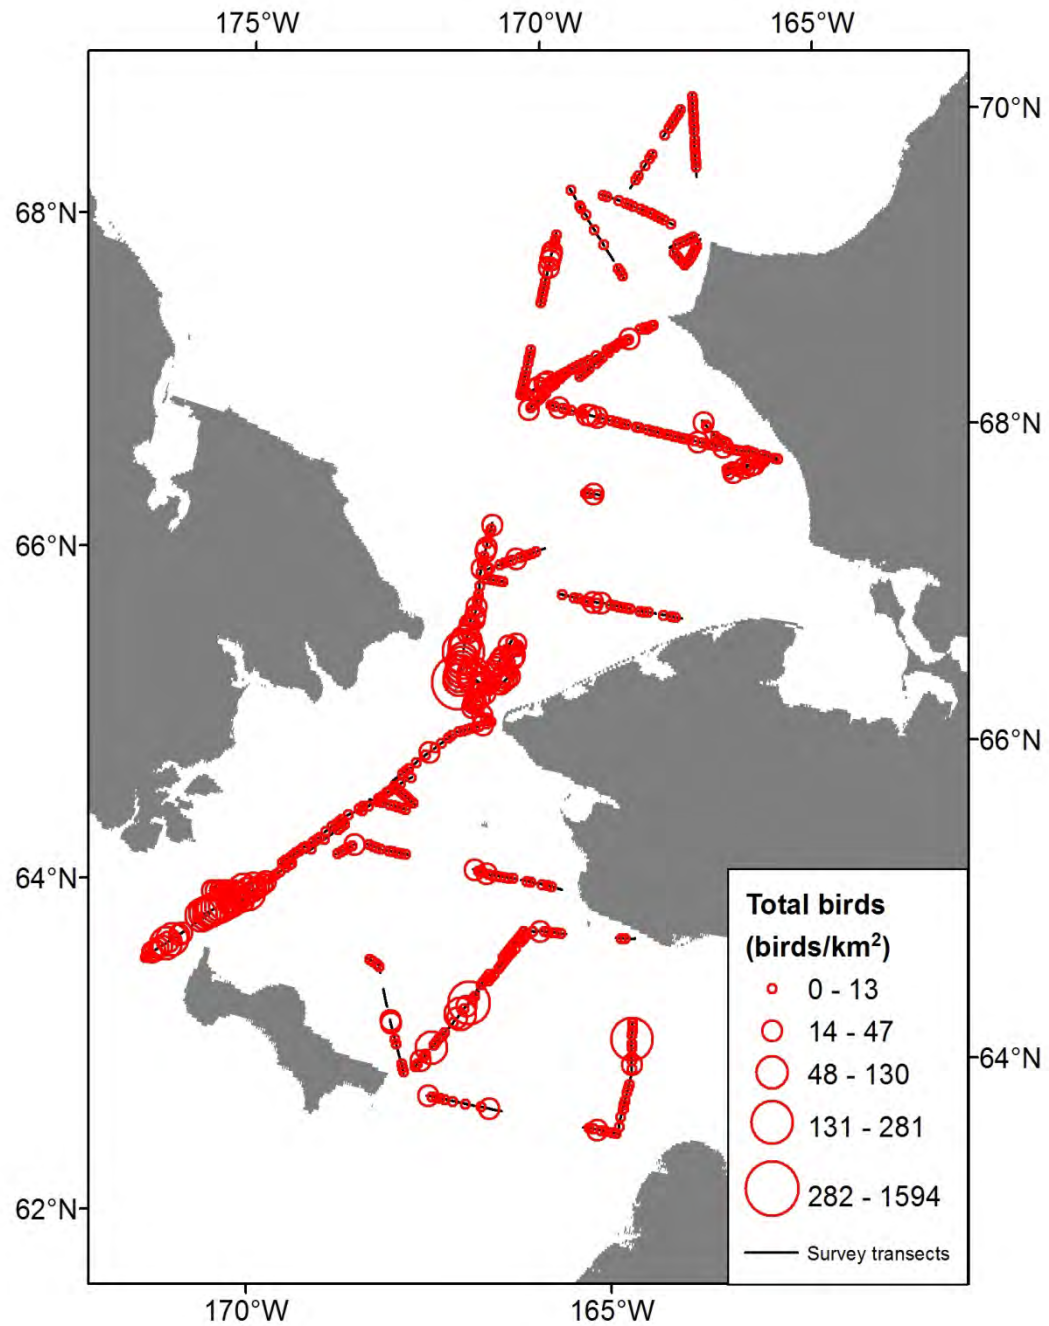 175°W 170°W 165°W
70°N
68°N
68°N
66°N
66°N
64°N
64°N
62°N
170°W 165°W
Total birds
(birds/km²)
0 - 13
14 - 47
48 - 130
131 - 281
282 - 1594
Survey transects